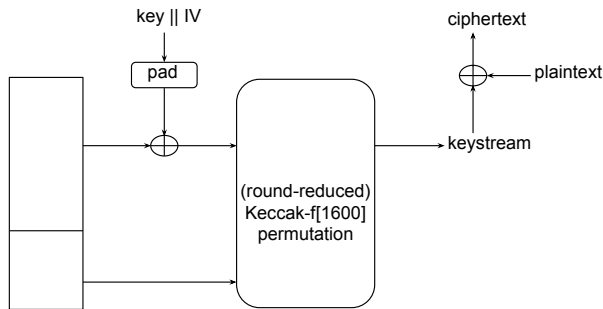 key || IV
pad
ciphertext
plaintext
keystream
(round-reduced)
Keccak-f[1600]
permutation